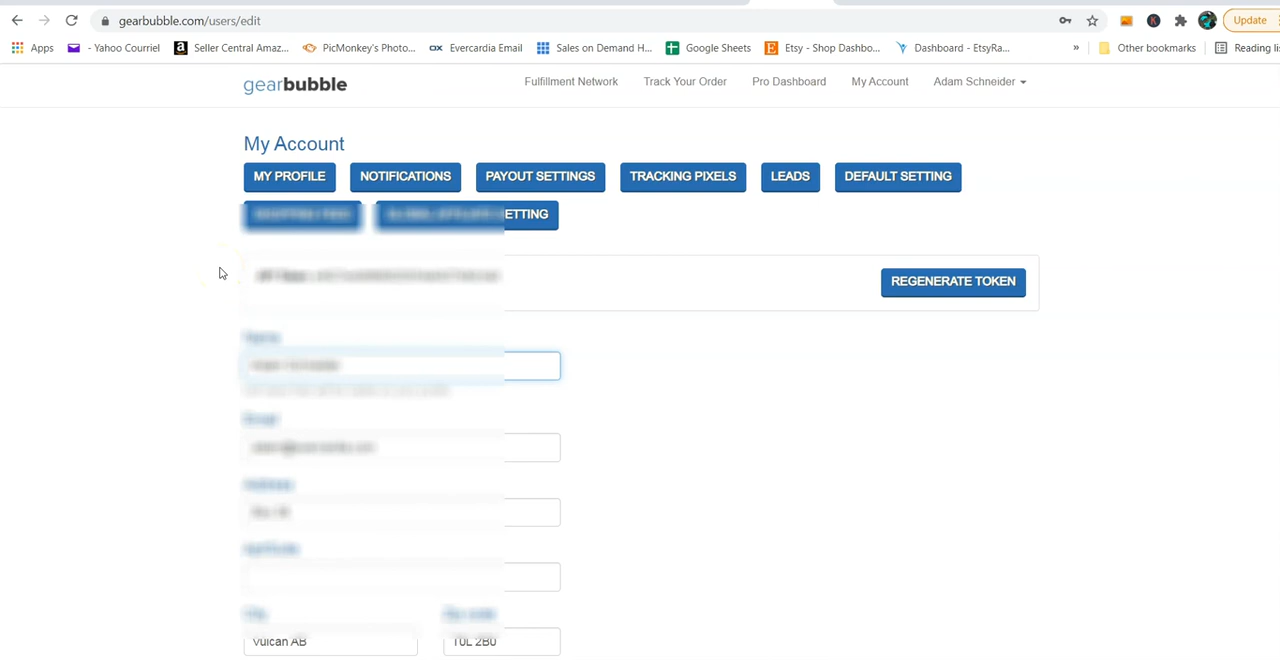 gearbubble.com/users/edit
Update
Apps
- Yahoo Courriel
Seller Central Amaz...
PicMonkey's Photo...
Evercardia Email
Sales on Demand H...
Google Sheets
Etsy - Shop Dashbo...
Dashboard - EtsyRa...
»
Other bookmarks
Reading li
gearbubble
Fulfillment Network
Track Your Order
Pro Dashboard
My Account
Adam Schneider
My Account
MY PROFILE
NOTIFICATIONS
PAYOUT SETTINGS
TRACKING PIXELS
LEADS
DEFAULT SETTING
ETTING
REGENERATE TOKEN
Vulcan AB
T0L 2B0